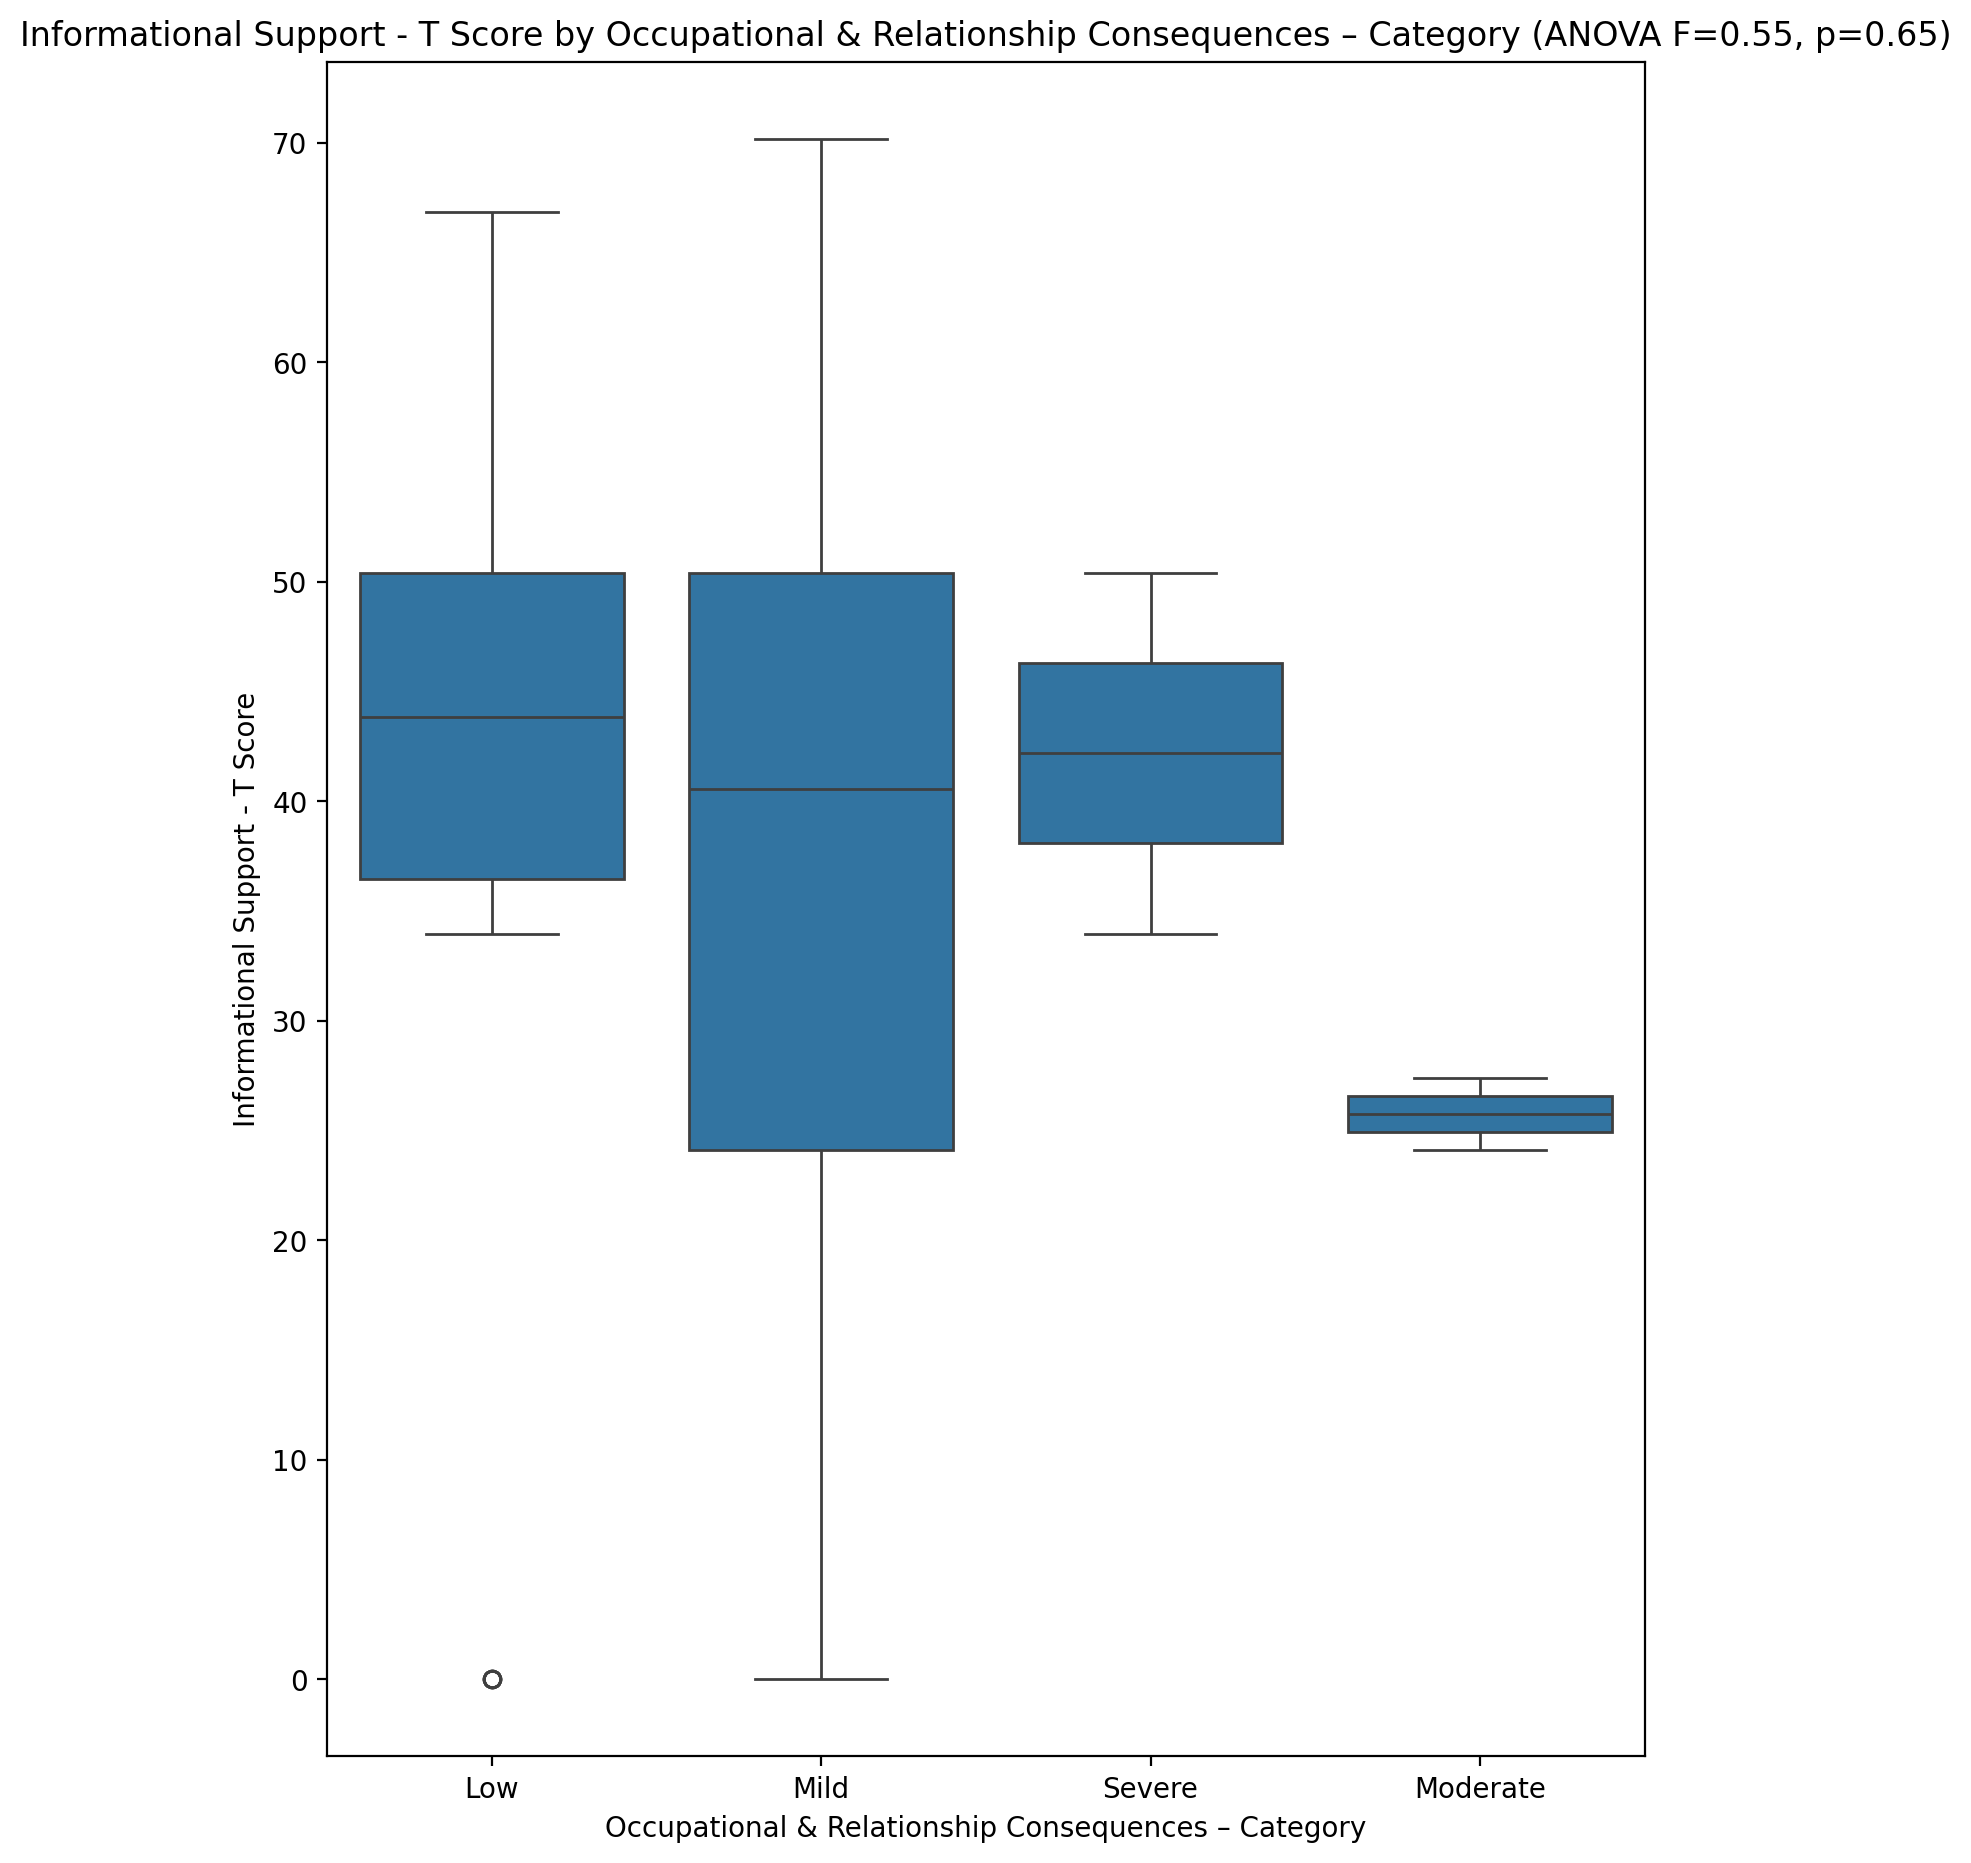 Informational Support - T Score by Occupational & Relationship Consequences – Category (ANOVA F=0.55, p=0.65)
70
60
50
40
30
20
10
0
Informational Support - T Score
Low
Mild
Severe
Moderate
Occupational & Relationship Consequences – Category